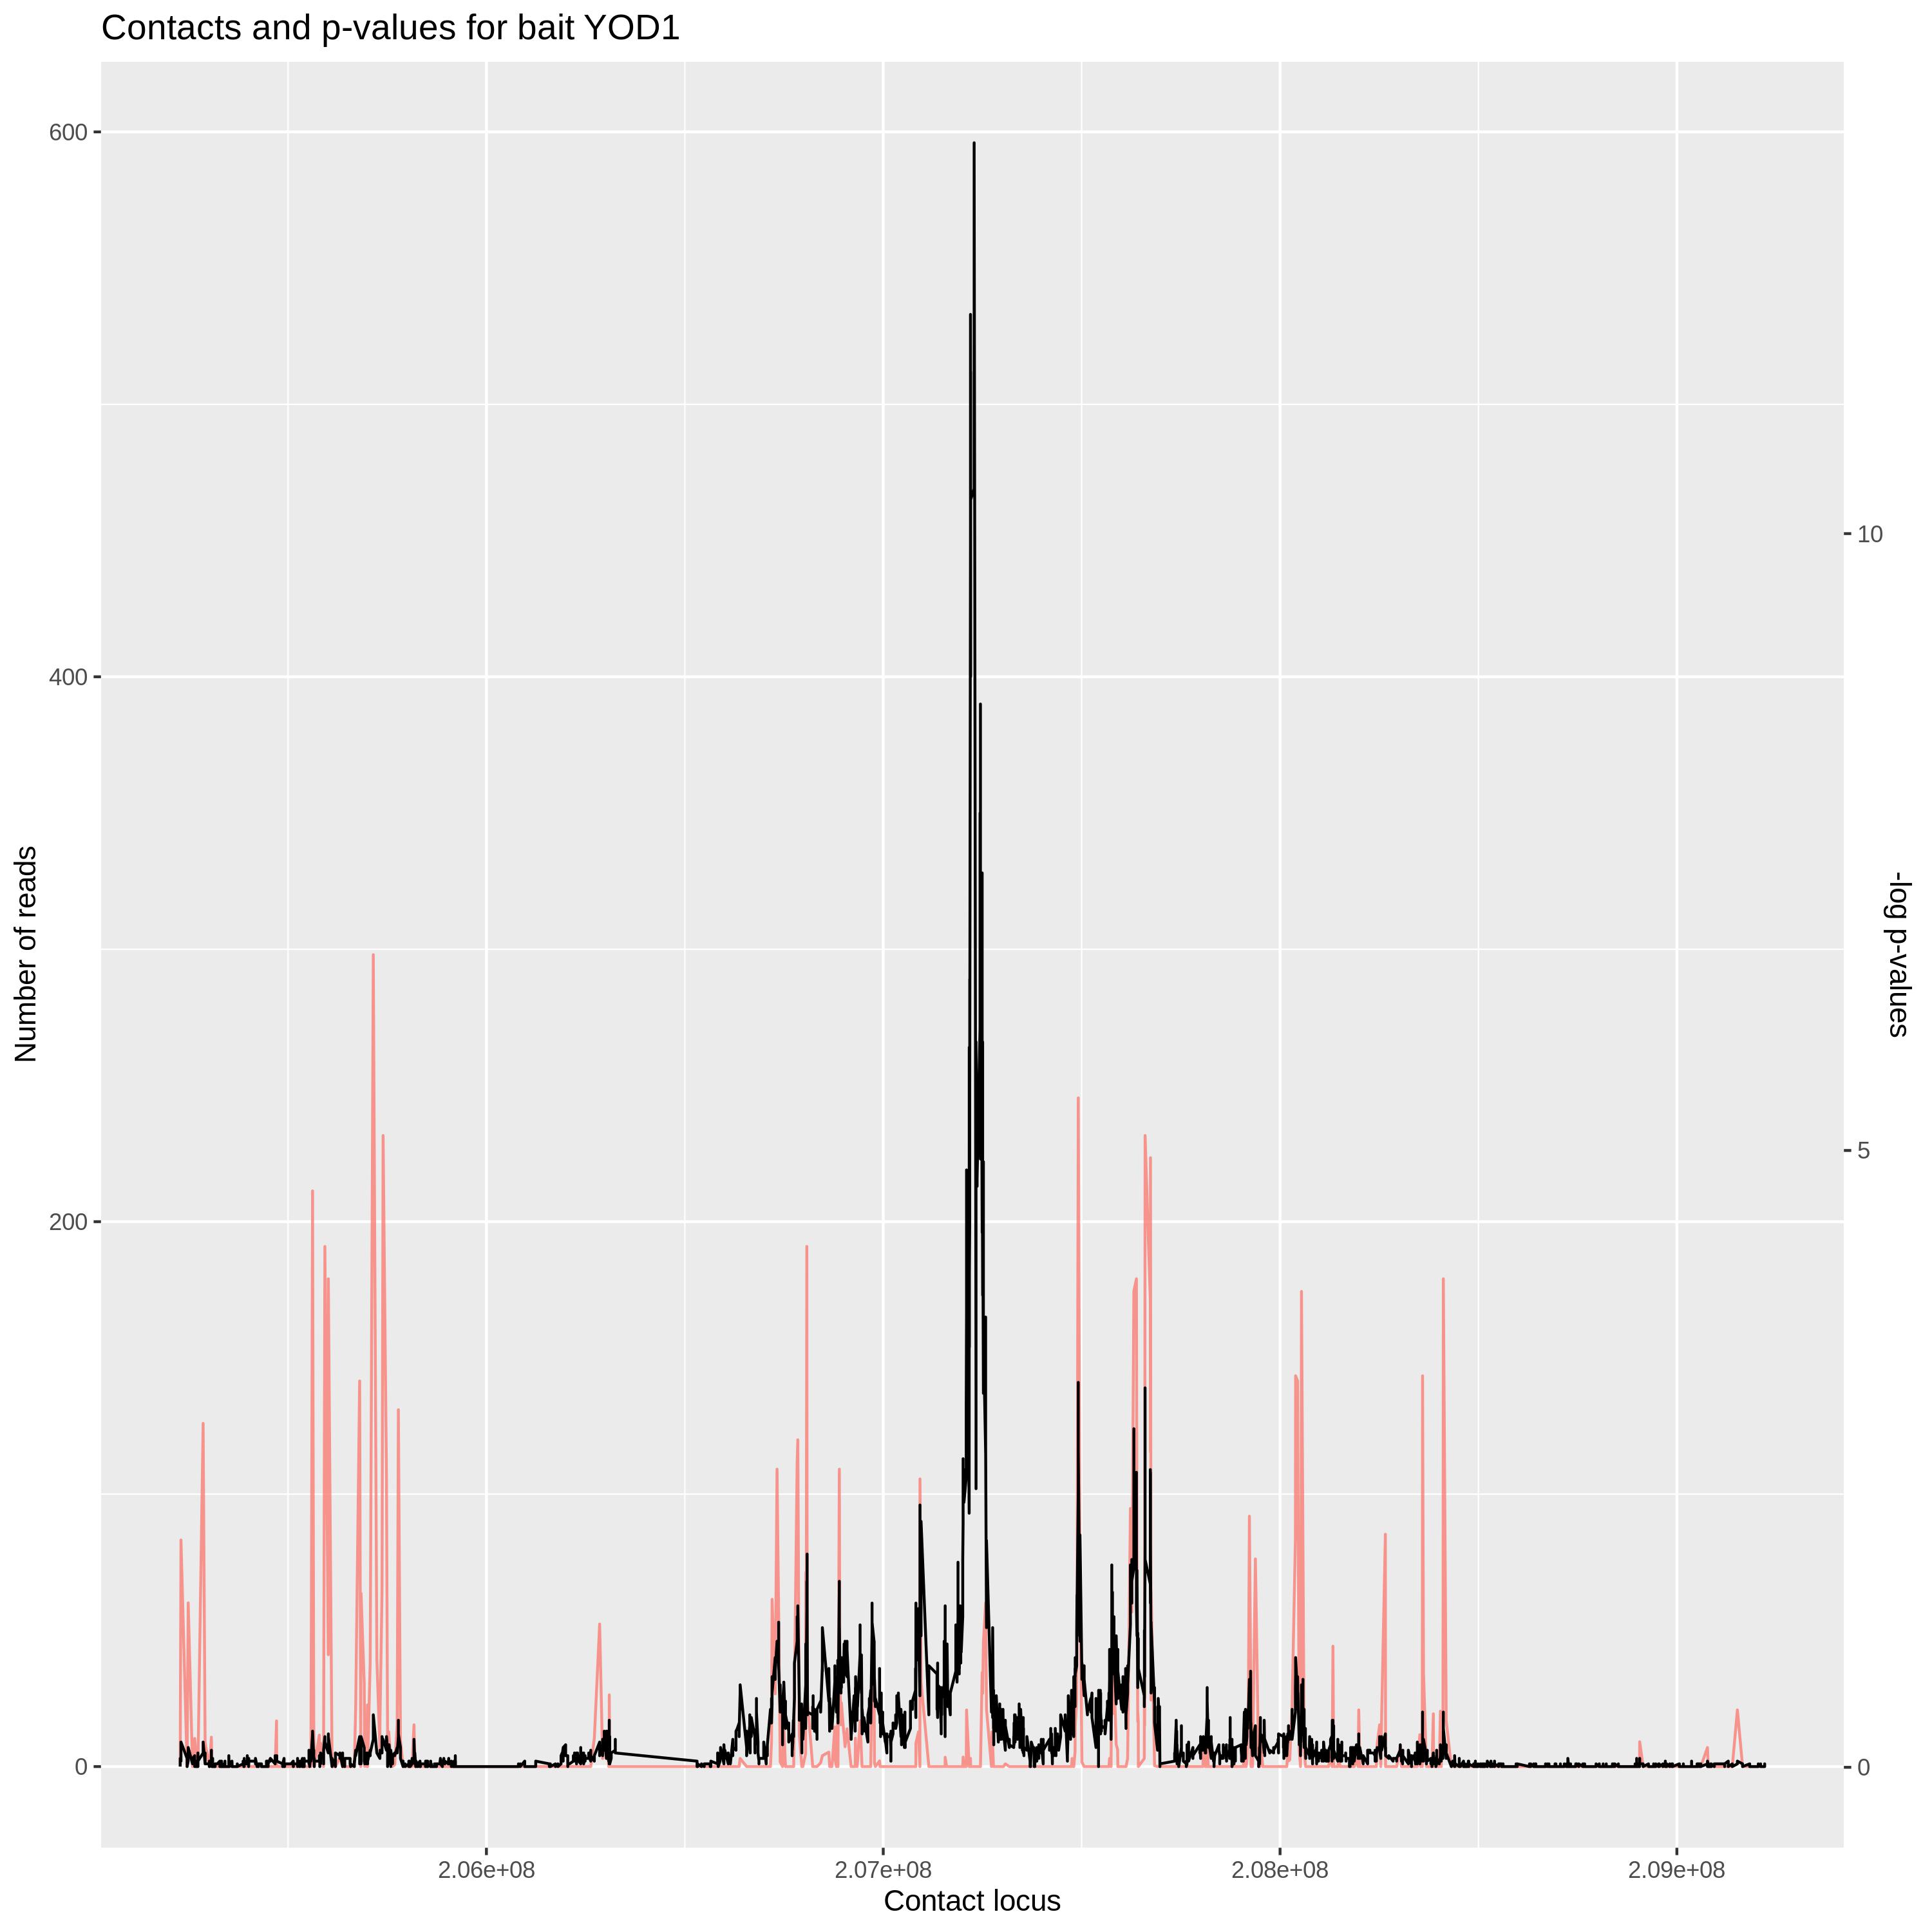 Contacts and p-values for bait YOD1
600
400
200
0
Number of reads
10
5
0
-log p-values
2.06e+08
2.07e+08
2.08e+08
2.09e+08
Contact locus